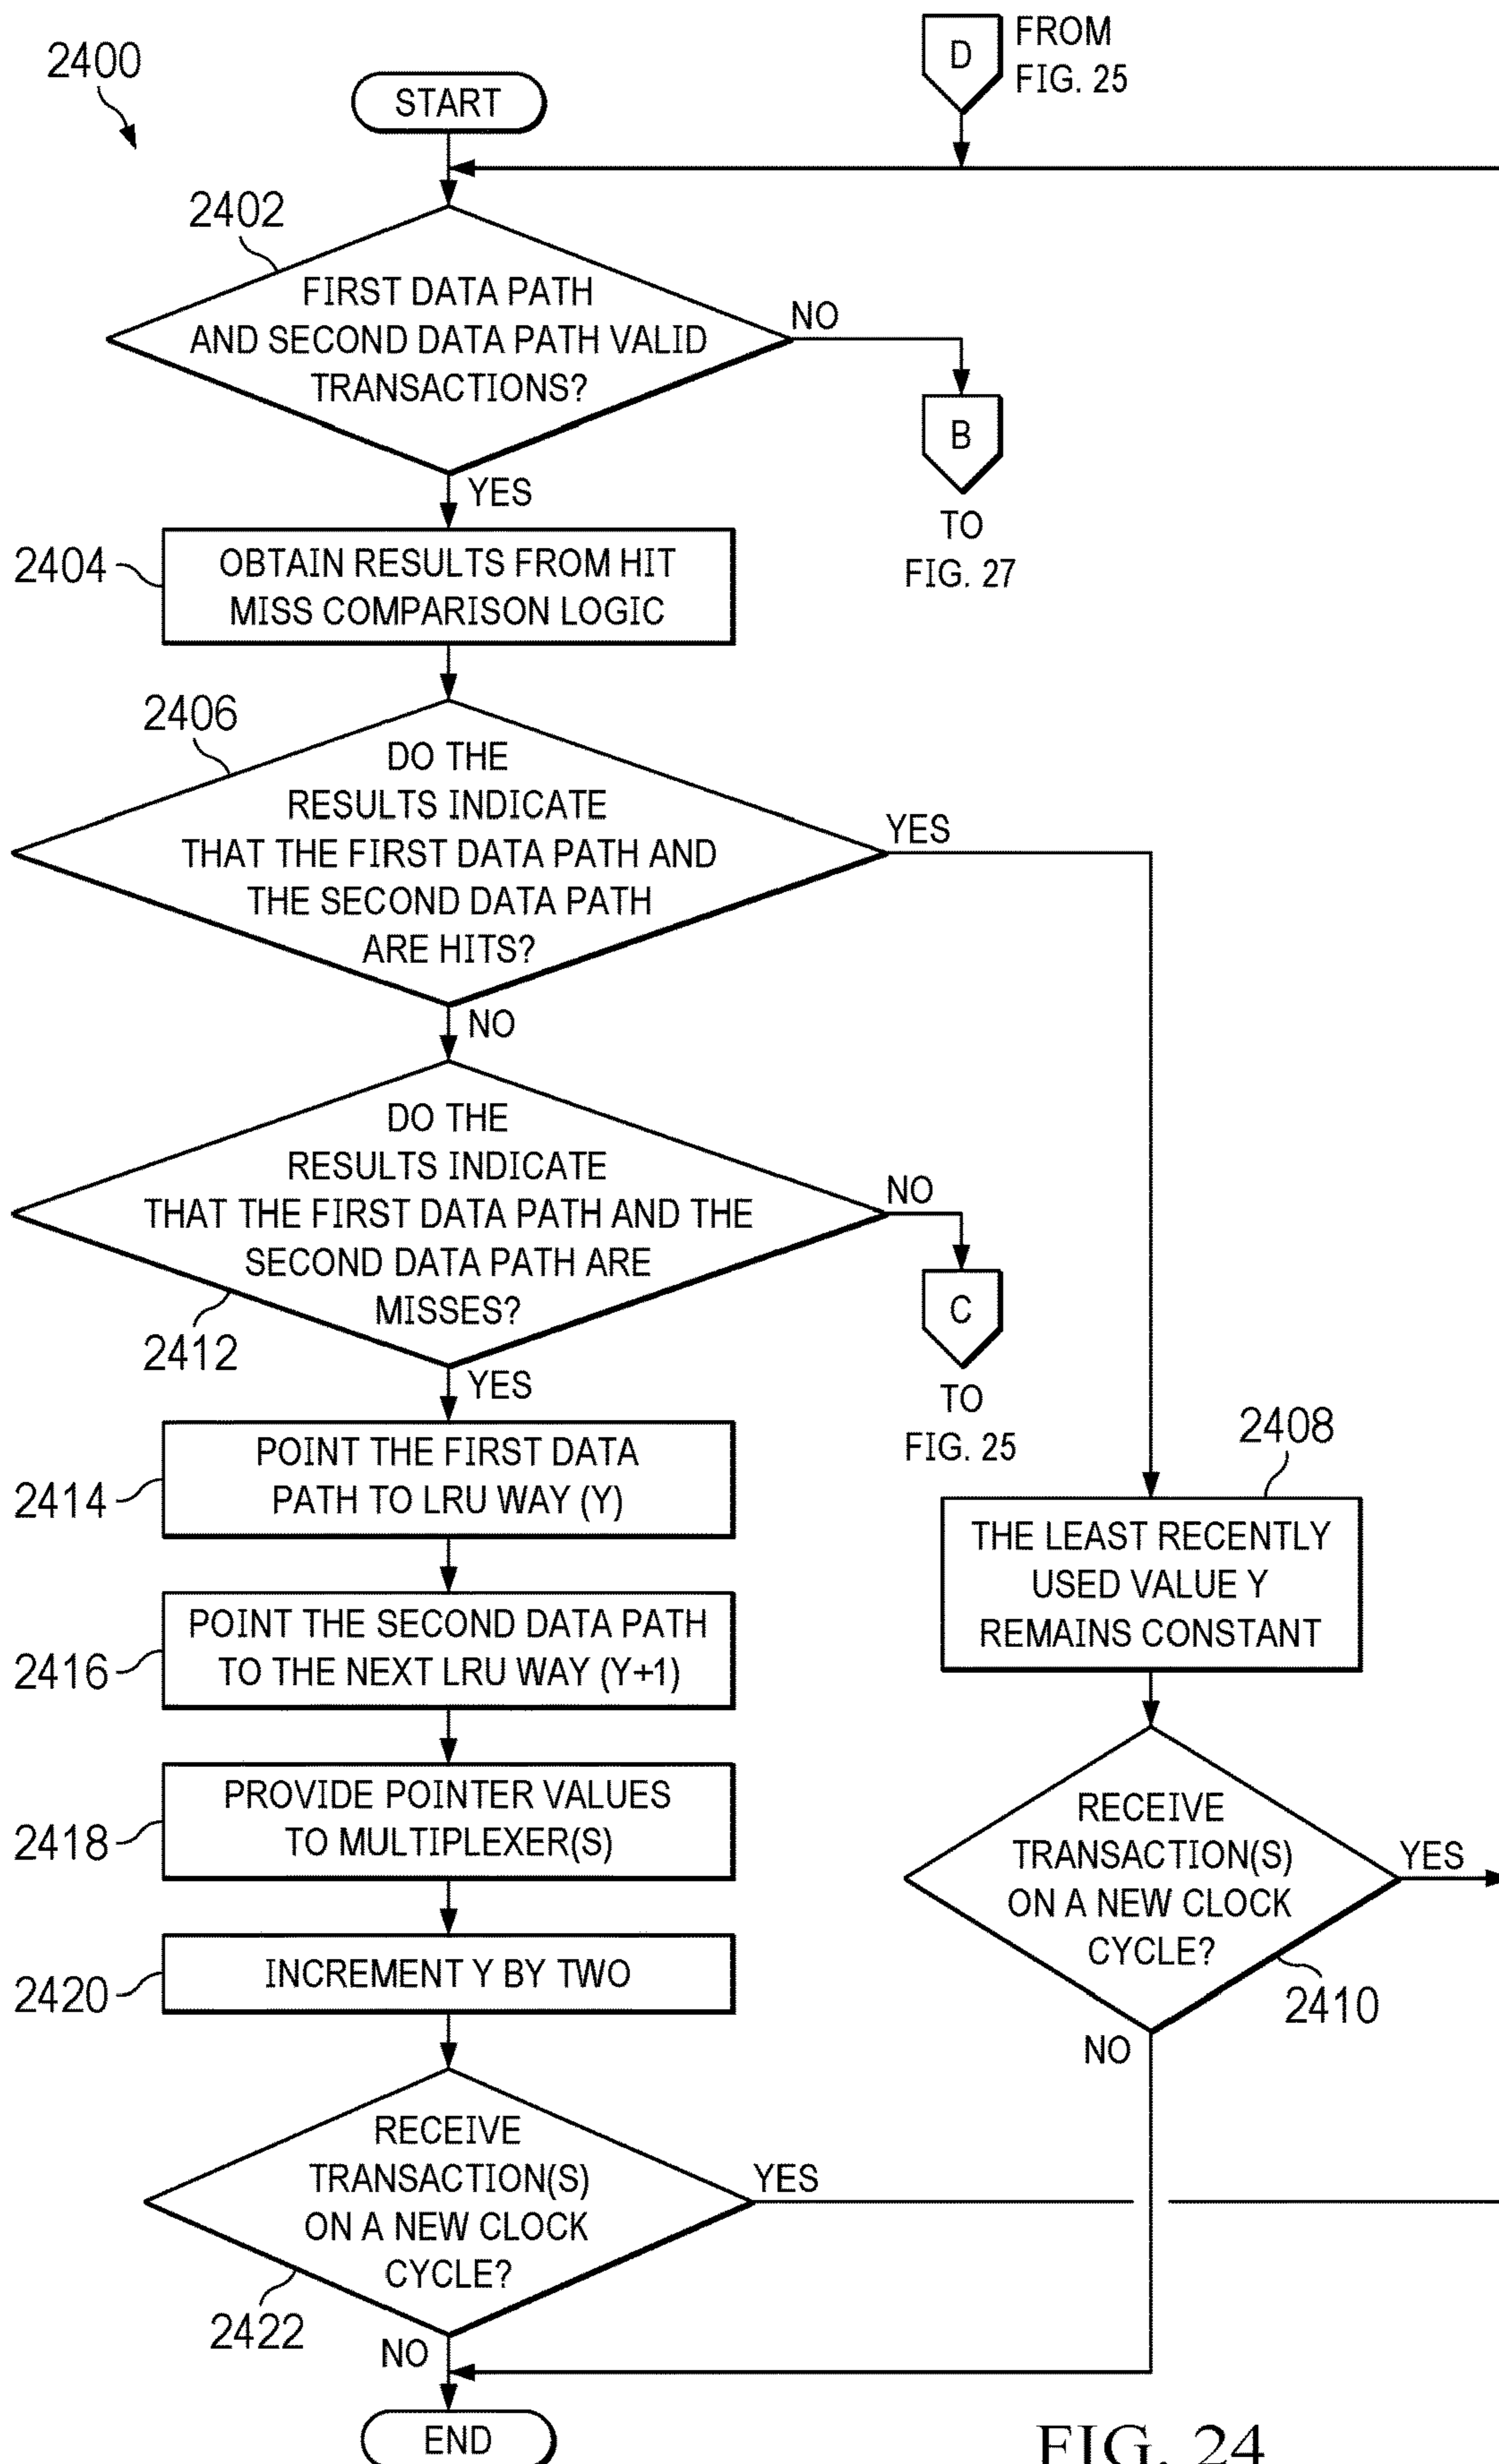 2400
START
D
FROM
FIG. 25
2402
FIRST DATA PATH
AND SECOND DATA PATH VALID
TRANSACTIONS?
NO
B
TO
FIG. 27
YES
2404
OBTAIN RESULTS FROM HIT
MISS COMPARISON LOGIC
2406
DO THE
RESULTS INDICATE
THAT THE FIRST DATA PATH AND
THE SECOND DATA PATH
ARE HITS?
YES
NO
DO THE
RESULTS INDICATE
THAT THE FIRST DATA PATH AND THE
SECOND DATA PATH ARE
MISSES?
2412
NO
C
TO
FIG. 25
YES
2414
POINT THE FIRST DATA
PATH TO LRU WAY (Y)
2408
THE LEAST RECENTLY
USED VALUE Y
REMAINS CONSTANT
2416
POINT THE SECOND DATA PATH
TO THE NEXT LRU WAY (Y+1)
2418
PROVIDE POINTER VALUES
TO MULTIPLEXER(S)
RECEIVE
TRANSACTION(S)
ON A NEW CLOCK
CYCLE?
YES
2410
NO
2420
INCREMENT Y BY TWO
RECEIVE
TRANSACTION(S)
ON A NEW CLOCK
CYCLE?
YES
2422
NO
END
FIG. 24